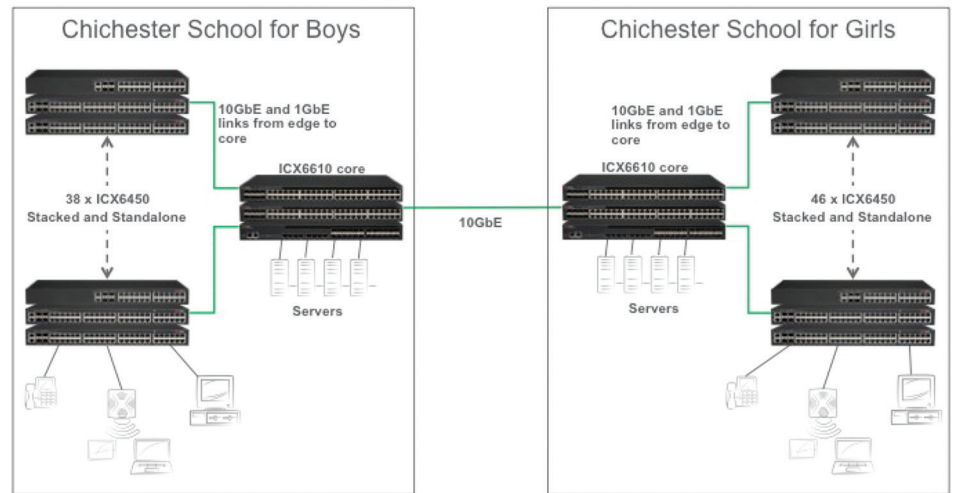 Chichester School for Boys
10GbE and 1GbE
links from edge to
core
ICX6610 core
38 x ICX6450
Stacked and Standalone
Servers
10GbE
Chichester School for Girls
10GbE and 1GbE
links from edge to
core
ICX6610 core
46 x ICX6450
Stacked and Standalone
Servers